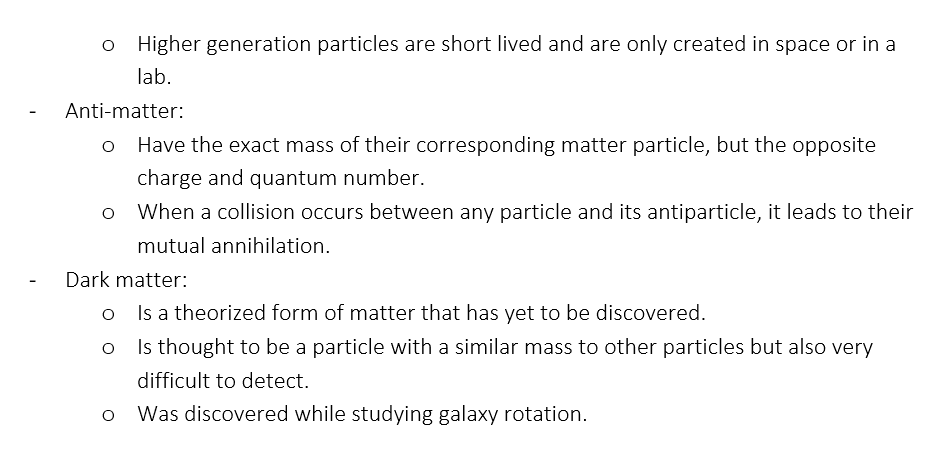 o Higher generation particles are short lived and are only created in space or in a
lab.
- Anti-matter:
o Have the exact mass of their corresponding matter particle, but the opposite
charge and quantum number.
o When a collision occurs between any particle and its antiparticle, it leads to their
mutual annihilation.
- Dark matter:
o Is a theorized form of matter that has yet to be discovered.
o Is thought to be a particle with a similar mass to other particles but also very
difficult to detect.
o Was discovered while studying galaxy rotation.